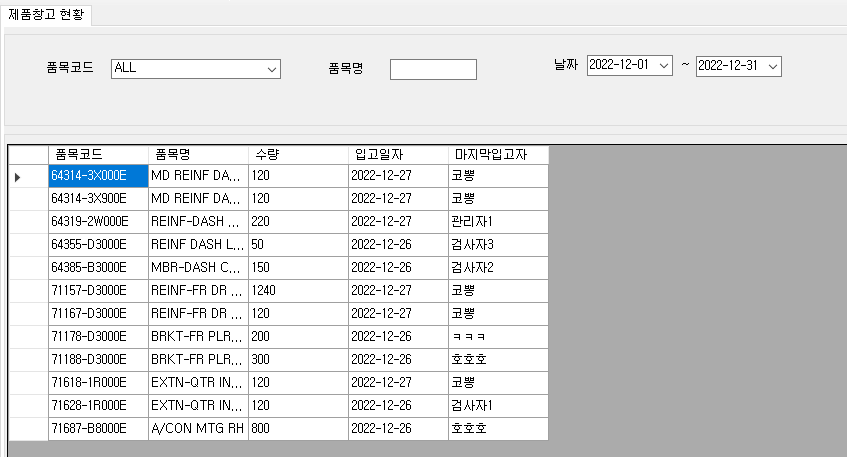 제품창고 현황
품목코드 ALL 품목명 날짜 2022-12-01 ~ 2022-12-31
품목코드 품목명 수량 입고일자 마지막입고자
64314-3X000E MD REINF DA... 120 2022-12-27 코뿡
64314-3X900E MD REINF DA... 120 2022-12-27 코뿡
64319-2W000E REINF-DASH ... 220 2022-12-27 관리자1
64355-D3000E REINF DASH L... 50 2022-12-26 검사자3
64385-B3000E MBR-DASH C... 150 2022-12-26 검사자2
71157-D3000E REINF-FR DR ... 1240 2022-12-27 코뿡
71167-D3000E REINF-FR DR ... 120 2022-12-27 코뿡
71178-D3000E BRKT-FR PLR... 200 2022-12-26 ㅋㅋㅋ
71188-D3000E BRKT-FR PLR... 300 2022-12-26 호호호
71618-1R000E EXTN-QTR IN... 120 2022-12-27 코뿡
71628-1R000E EXTN-QTR IN... 120 2022-12-26 검사자1
71687-B8000E A/CON MTG RH 800 2022-12-26 호호호